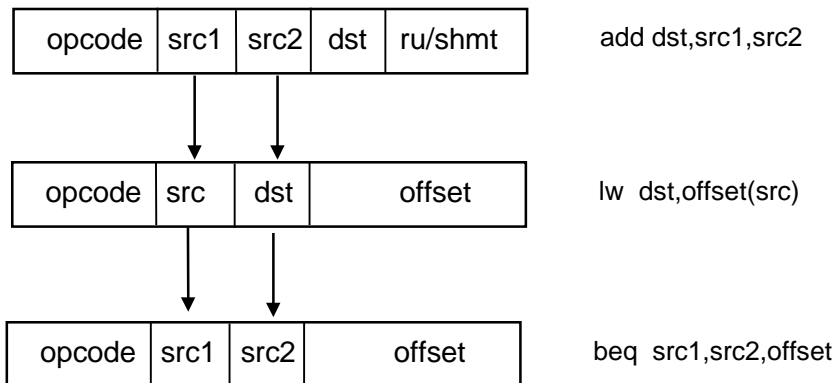 opcode src1 src2 dst ru/shmt add dst,src1,src2
opcode src dst offset lw dst,offset(src)
opcode src1 src2 offset beq src1,src2,offset